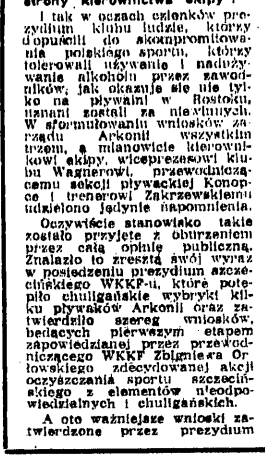 strony kierownictwa ekipy?
I tak w oczach członków pre-
zydium klubu ludzie, którzy
dopuścili do skompromitowa-
nia polskiego sportu, którzy
tolerowali używanie i naduży-
wanie alkoholu przez zawod-
ników, jak okazuje się nie tyl-
ko na pływalni w Rostoku,
uznani zostali za niewinnych.
W sformułowaniu wniosków za-
rządu Arkonii wszystkim
trzem, a mianowicie kierowni-
kowi ekipy, wiceprezesowi klu-
bu Wagnerowi, przewodniczą-
cemu sekcji pływackiej Konop-
ce i trenerowi Zakrzewskiemu
udzielono jedynie napomnienia.
Oczywiście stanowisko takie
zostało przyjęte z oburzeniem
przez całą opinię publiczną.
Znalazło to zresztą swój wyraz
w posiedzeniu prezydium szcze-
cińskiego WKKF-u, które potę-
piło chuligańskie wybryki kil-
ku pływaków Arkonii oraz za-
twierdziło szereg wniosków,
będących pierwszym etapem
zapowiedzianej przez przewod-
niczącego WKKF Zbigniewa Or-
łowskiego zdecydowanej akcji
oczyszczania sportu szczeciń-
skiego z elementów nieodpo-
wiedzialnych i chuligańskich.
A oto ważniejsze wnioski za-
twierdzone przez prezydium